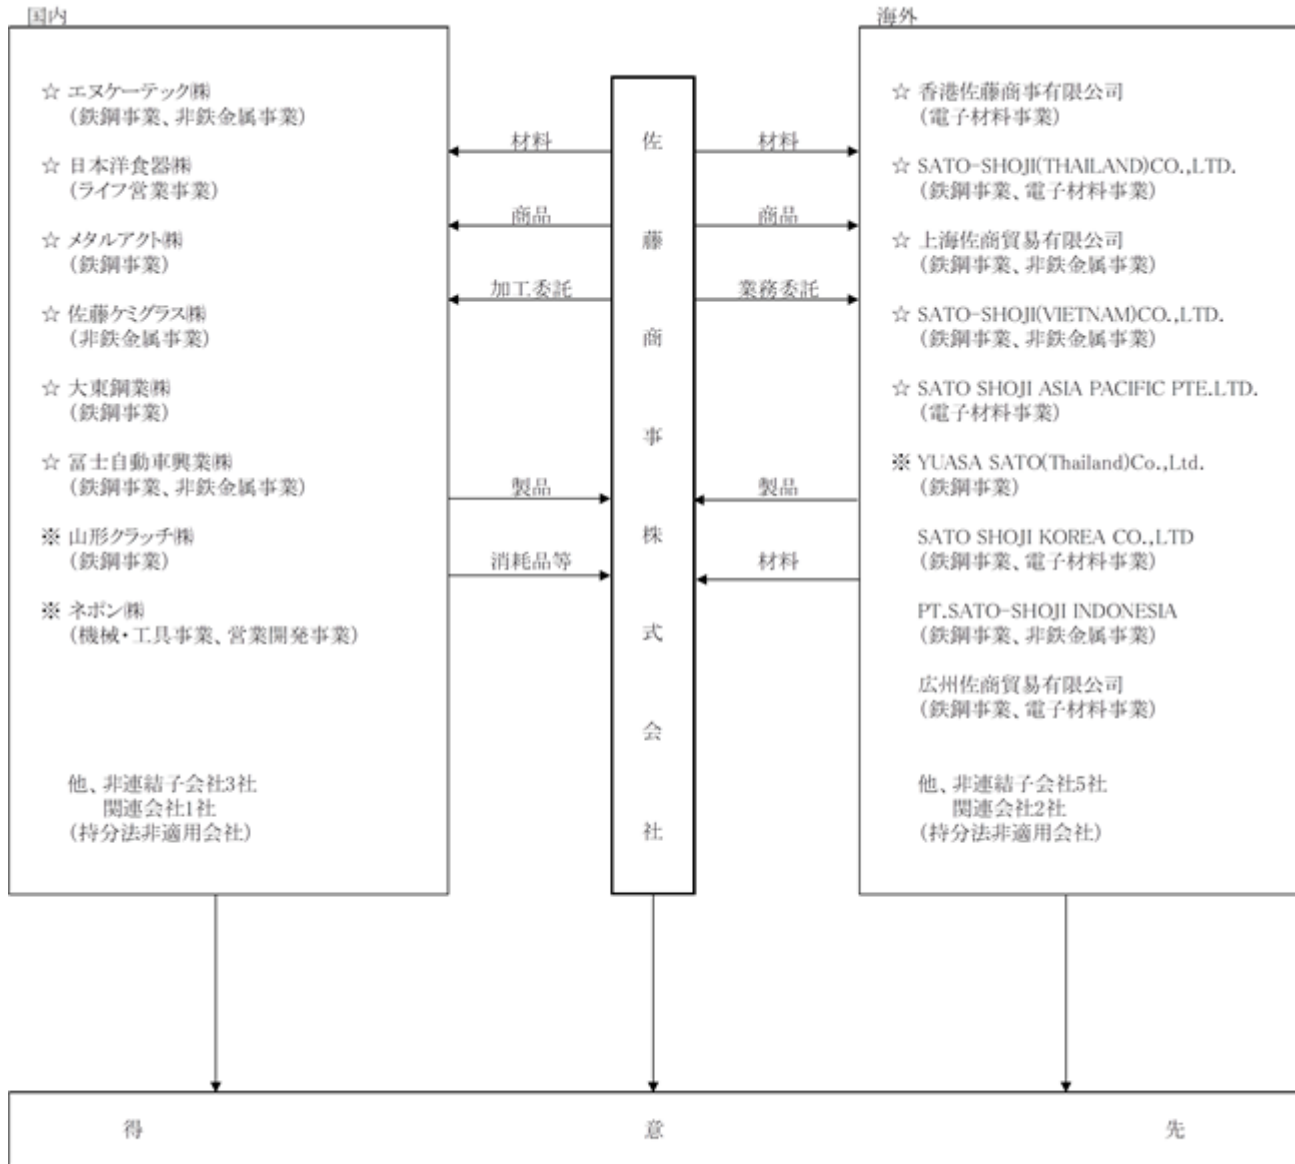 国内
☆ エヌケーテック㈱
(鉄鋼事業、非鉄金属事業)
☆ 日本洋食器㈱
(ライフ営業事業)
☆ メタルアクト㈱
(鉄鋼事業)
☆ 佐藤ケミグラス㈱
(非鉄金属事業)
☆ 大東鋼業㈱
(鉄鋼事業)
☆ 冨士自動車興業㈱
(鉄鋼事業、非鉄金属事業)
※ 山形クラッチ㈱
(鉄鋼事業)
※ ネポン㈱
(機械・工具事業、営業開発事業)
他、非連結子会社3社
関連会社1社
(持分法非適用会社)
材料
商品
加工委託
製品
消耗品等
佐藤商事株式会社
材料
商品
業務委託
製品
材料
海外
☆ 香港佐藤商事有限公司
(電子材料事業)
☆ SATO-SHOJI(THAILAND)CO.,LTD.
(鉄鋼事業、電子材料事業)
☆ 上海佐商貿易有限公司
(鉄鋼事業、非鉄金属事業)
☆ SATO-SHOJI(VIETNAM)CO.,LTD.
(鉄鋼事業、非鉄金属事業)
☆ SATO SHOJI ASIA PACIFIC PTE.LTD.
(電子材料事業)
※ YUASA SATO(Thailand)Co.,Ltd.
(鉄鋼事業)
SATO SHOJI KOREA CO.,LTD
(鉄鋼事業、電子材料事業)
PT.SATO-SHOJI INDONESIA
(鉄鋼事業、非鉄金属事業)
広州佐商貿易有限公司
(鉄鋼事業、電子材料事業)
他、非連結子会社5社
関連会社2社
(持分法非適用会社)
得意先